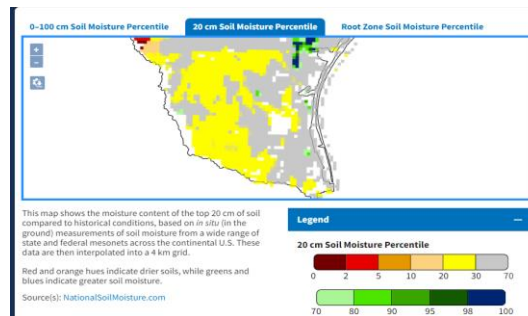 0–100 cm Soil Moisture Percentile
20 cm Soil Moisture Percentile
Root Zone Soil Moisture Percentile
+
−
This map shows the moisture content of the top 20 cm of soil
compared to historical conditions, based on in situ (in the
ground) measurements of soil moisture from a wide range of
state and federal mesonets across the continental U.S. These
data are then interpolated into a 4 km grid.
Red and orange hues indicate drier soils, while greens and
blues indicate greater soil moisture.
Source(s): NationalSoilMoisture.com
Legend
−
20 cm Soil Moisture Percentile
0 2 5 10 20 30 70
70 80 90 95 98 100